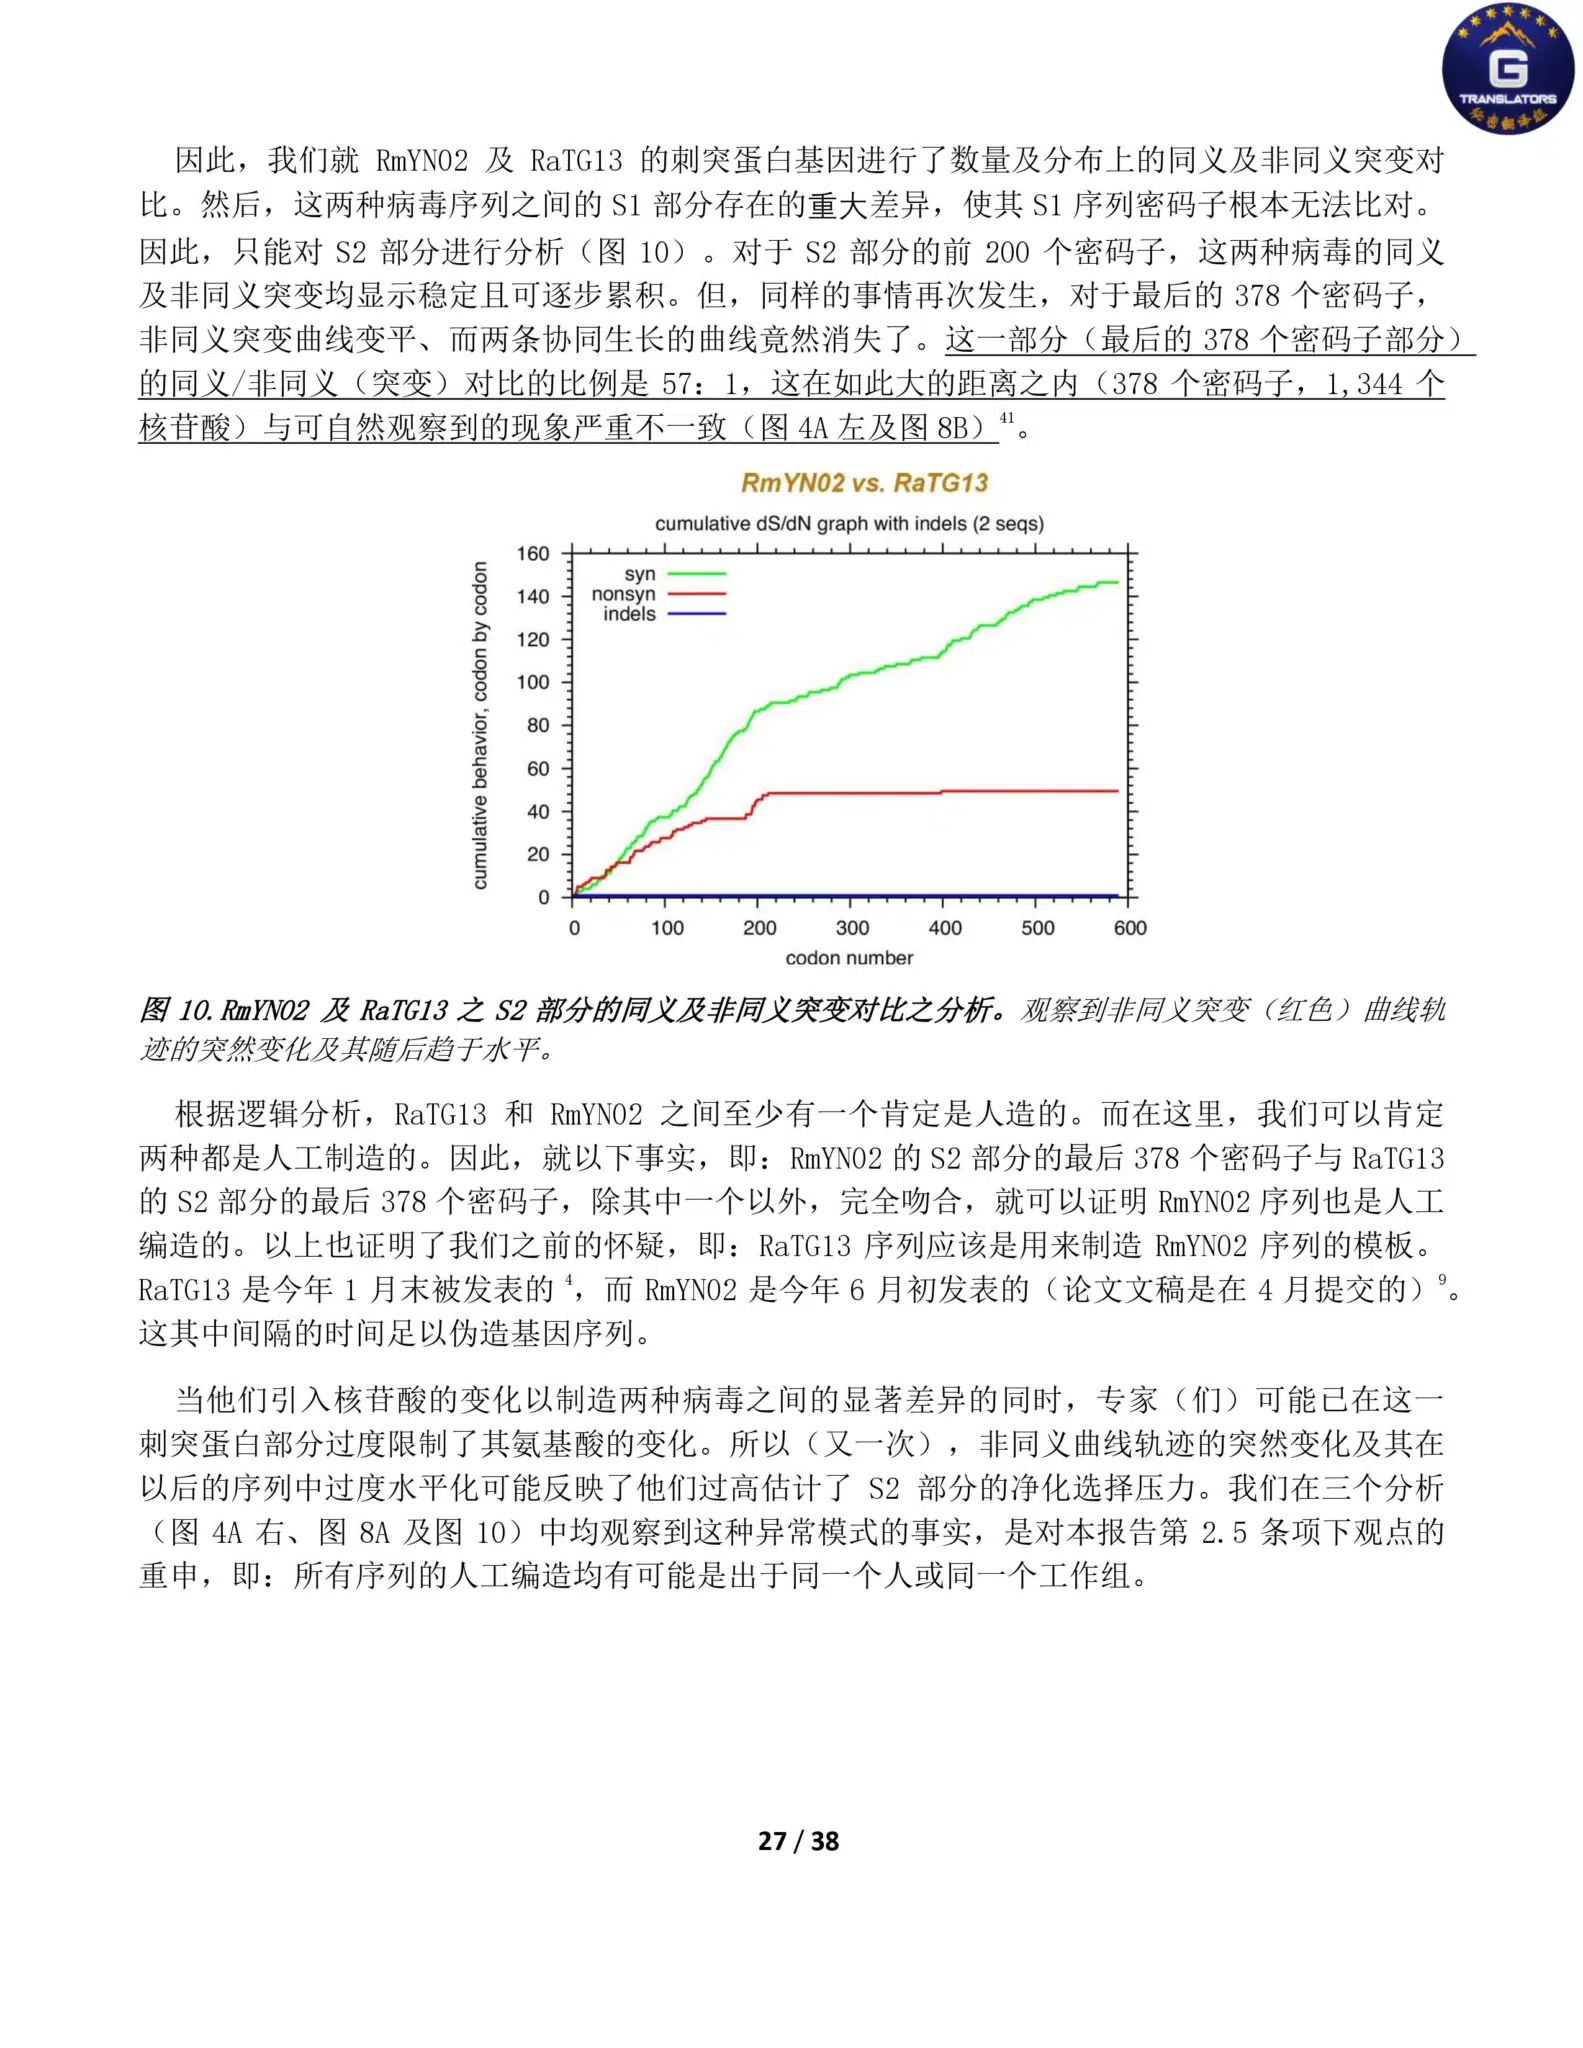 G
TRANSLATORS
秘密翻译组
因此，我们就 RmYN02 及 RaTG13 的刺突蛋白基因进行了数量及分布上的同义及非同义突变对
比。然后，这两种病毒序列之间的 S1 部分存在的重大差异，使其 S1 序列密码子根本无法比对。
因此，只能对 S2 部分进行分析（图 10）。对于 S2 部分的前 200 个密码子，这两种病毒的同义
及非同义突变均显示稳定且可逐步累积。但，同样的事情再次发生，对于最后的 378 个密码子，
非同义突变曲线变平、而两条协同生长的曲线竟然消失了。这一部分（最后的 378 个密码子部分）
的同义/非同义（突变）对比的比例是 57：1，这在如此大的距离之内（378 个密码子，1,344 个
核苷酸）与可自然观察到的现象严重不一致（图 4A 左及图 8B）41。
RmYN02 vs. RaTG13
cumulative dS/dN graph with indels (2 seqs)
cumulative behavior, codon by codon
160
140
120
100
80
60
40
20
0
syn
nonsyn
indels
0 100 200 300 400 500 600
codon number
图 10. RmYN02 及 RaTG13 之 S2 部分的同义及非同义突变对比之分析。观察到非同义突变（红色）曲线轨
迹的突然变化及其随后趋于水平。
根据逻辑分析，RaTG13 和 RmYN02 之间至少有一个肯定是人造的。而在这里，我们可以肯定
两种都是人工制造的。因此，就以下事实，即：RmYN02 的 S2 部分的最后 378 个密码子与 RaTG13
的 S2 部分的最后 378 个密码子，除其中一个以外，完全吻合，就可以证明 RmYN02 序列也是人工
编造的。以上也证明了我们之前的怀疑，即：RaTG13 序列应该是用来制造 RmYN02 序列的模板。
RaTG13 是今年 1 月末被发表的 4，而 RmYN02 是今年 6 月初发表的（论文文稿是在 4 月提交的）9。
这其中间隔的时间足以伪造基因序列。
当他们引入核苷酸的变化以制造两种病毒之间的显著差异的同时，专家（们）可能已在这一
刺突蛋白部分过度限制了其氨基酸的变化。所以（又一次），非同义曲线轨迹的突然变化及其在
以后的序列中过度水平化可能反映了他们过高估计了 S2 部分的净化选择压力。我们在三个分析
（图 4A 右、图 8A 及图 10）中均观察到这种异常模式的事实，是对本报告第 2.5 条项下观点的
重申，即：所有序列的人工编造均有可能是出于同一个人或同一个工作组。
27 / 38